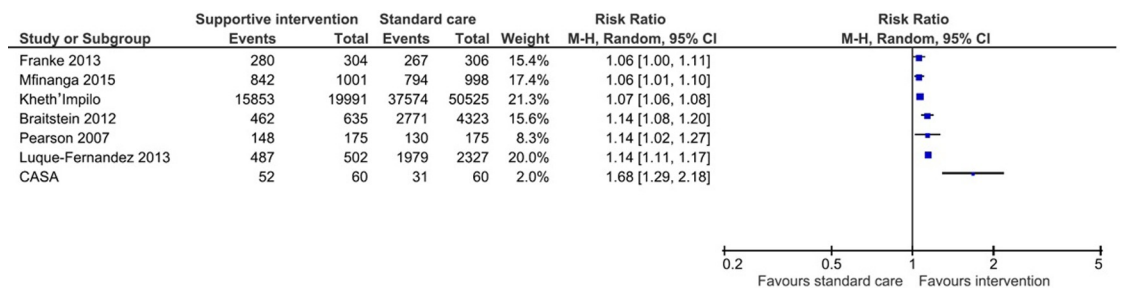 Supportive intervention Standard care Risk Ratio Risk Ratio
Study or Subgroup Events Total Events Total Weight M-H, Random, 95% CI M-H, Random, 95% CI
Franke 2013 280 304 267 306 15.4% 1.06 [1.00, 1.11]
Mfinanga 2015 842 1001 794 998 17.4% 1.06 [1.01, 1.10]
Kheth'Impilo 15853 19991 37574 50525 21.3% 1.07 [1.06, 1.08]
Braitstein 2012 462 635 2771 4323 15.6% 1.14 [1.08, 1.20]
Pearson 2007 148 175 130 175 8.3% 1.14 [1.02, 1.27]
Luque-Fernandez 2013 487 502 1979 2327 20.0% 1.14 [1.11, 1.17]
CASA 52 60 31 60 2.0% 1.68 [1.29, 2.18]
0.2 0.5 1 2 5
Favours standard care Favours intervention